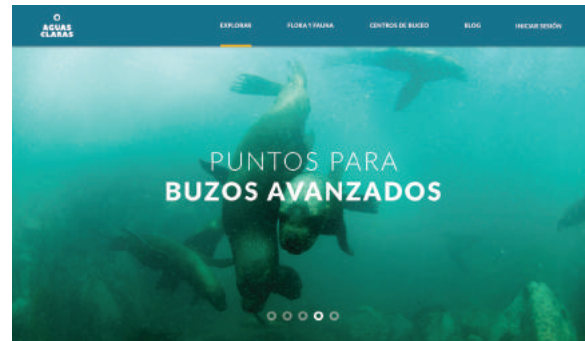 AGUAS
CLARAS
EXPLORAR
FLORA Y FAUNA
CENTROS DE BUCEO
BLOG
INICIAR SESIÓN
PUNTOS PARA
BUZOS AVANZADOS